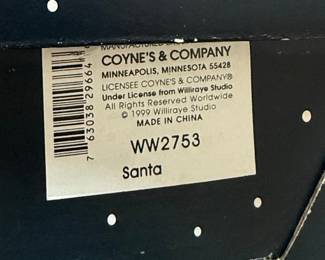 MANUFACTURED
COYNE'S & COMPANY
MINNEAPOLIS, MINNESOTA 55428
LICENSEE COYNE'S & COMPANY®
Under License from Williraye Studio
All Rights Reserved Worldwide
© 1999 Williraye Studio
MADE IN CHINA
WW2753
Santa
7 63038 29664